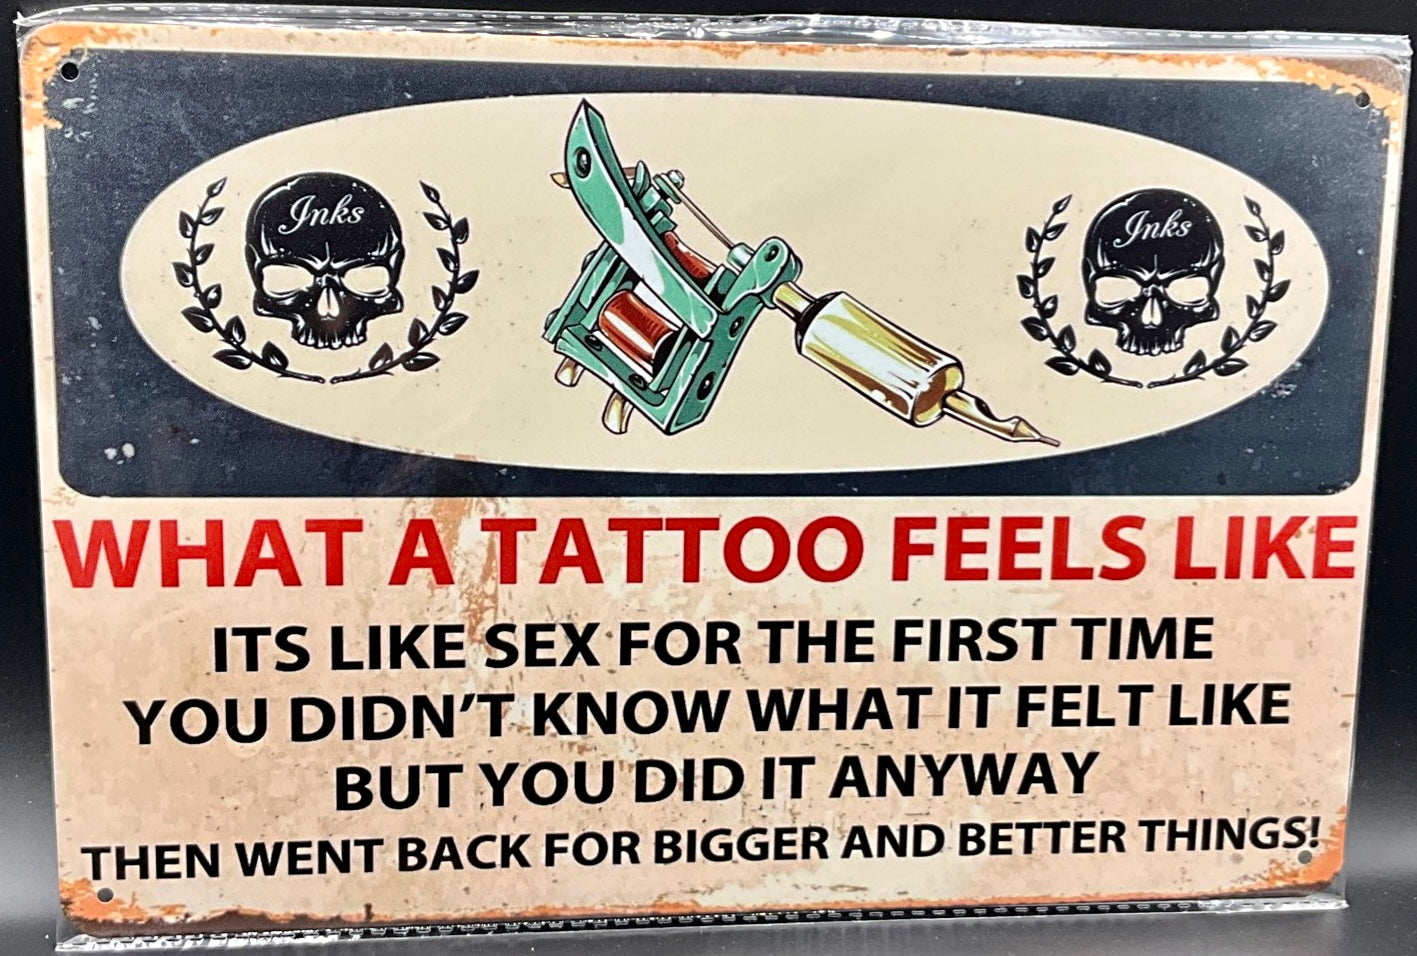 Inks
Inks
WHAT A TATTOO FEELS LIKE
ITS LIKE SEX FOR THE FIRST TIME
YOU DIDN'T KNOW WHAT IT FELT LIKE
BUT YOU DID IT ANYWAY
THEN WENT BACK FOR BIGGER AND BETTER THINGS!